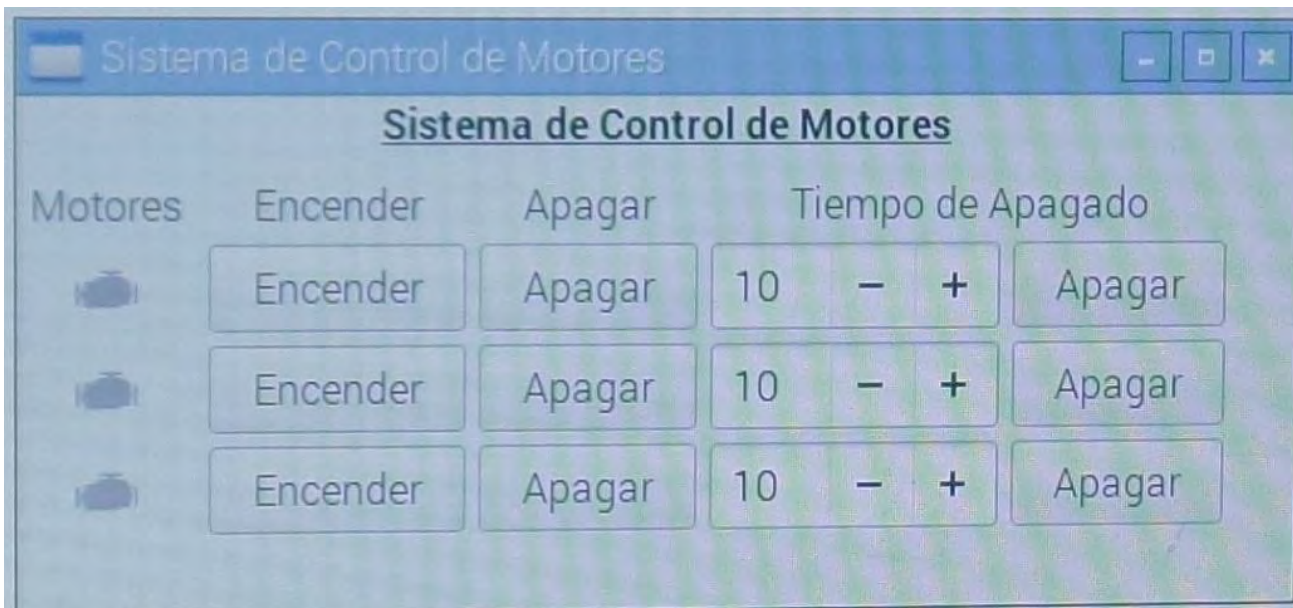 Sistema de Control de Motores
Sistema de Control de Motores
Motores Encender Apagar Tiempo de Apagado
Encender Apagar 10 − + Apagar
Encender Apagar 10 − + Apagar
Encender Apagar 10 − + Apagar